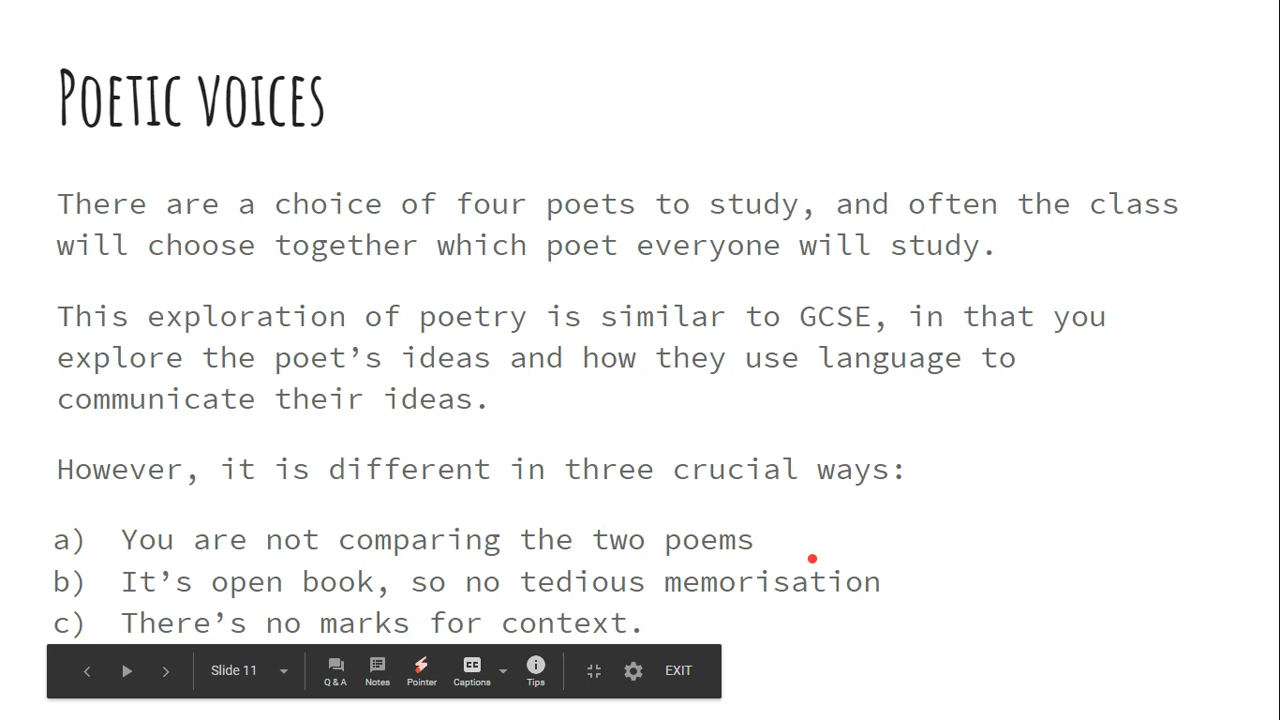 POETIC VOICES
There are a choice of four poets to study, and often the class
will choose together which poet everyone will study.
This exploration of poetry is similar to GCSE, in that you
explore the poet’s ideas and how they use language to
communicate their ideas.
However, it is different in three crucial ways:
a) You are not comparing the two poems
b) It’s open book, so no tedious memorisation
c) There’s no marks for context.
Slide 11
Q & A Notes Pointer CC Captions Tips EXIT